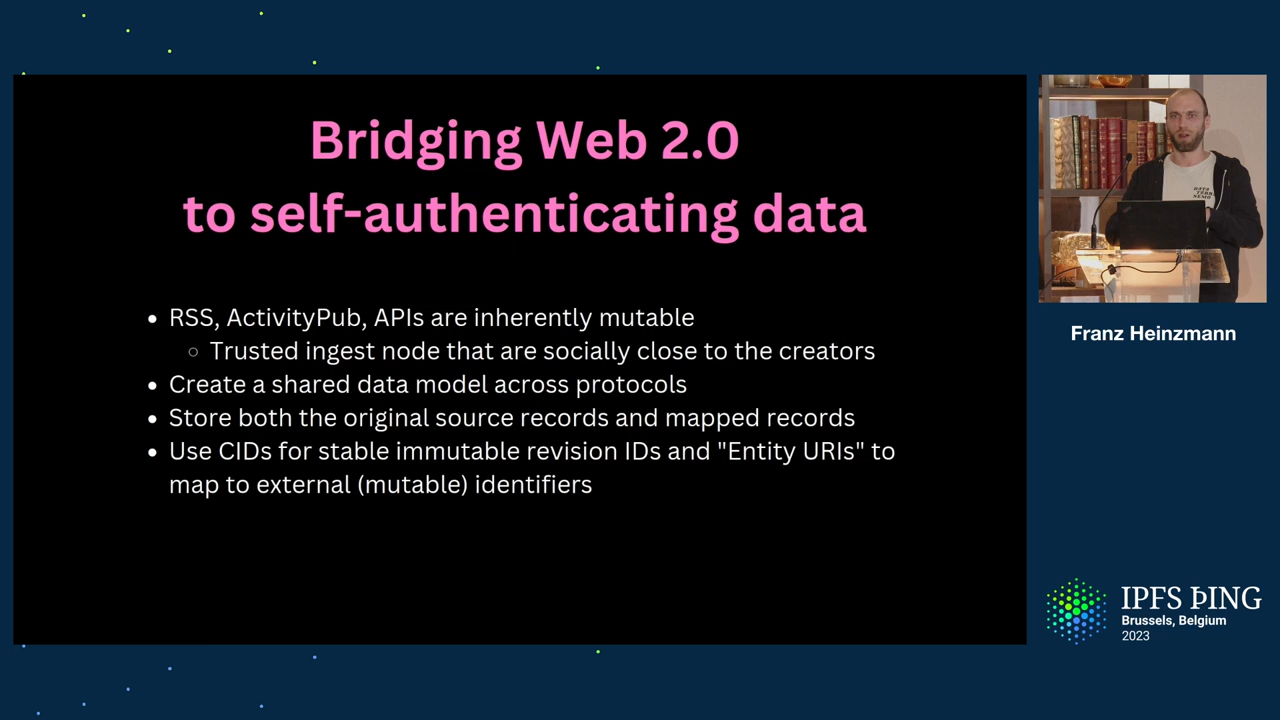 Bridging Web 2.0
to self-authenticating data
• RSS, ActivityPub, APIs are inherently mutable
○ Trusted ingest node that are socially close to the creators
• Create a shared data model across protocols
• Store both the original source records and mapped records
• Use CIDs for stable immutable revision IDs and "Entity URIs" to
map to external (mutable) identifiers
Franz Heinzmann
IPFS ÞING
Brussels, Belgium
2023